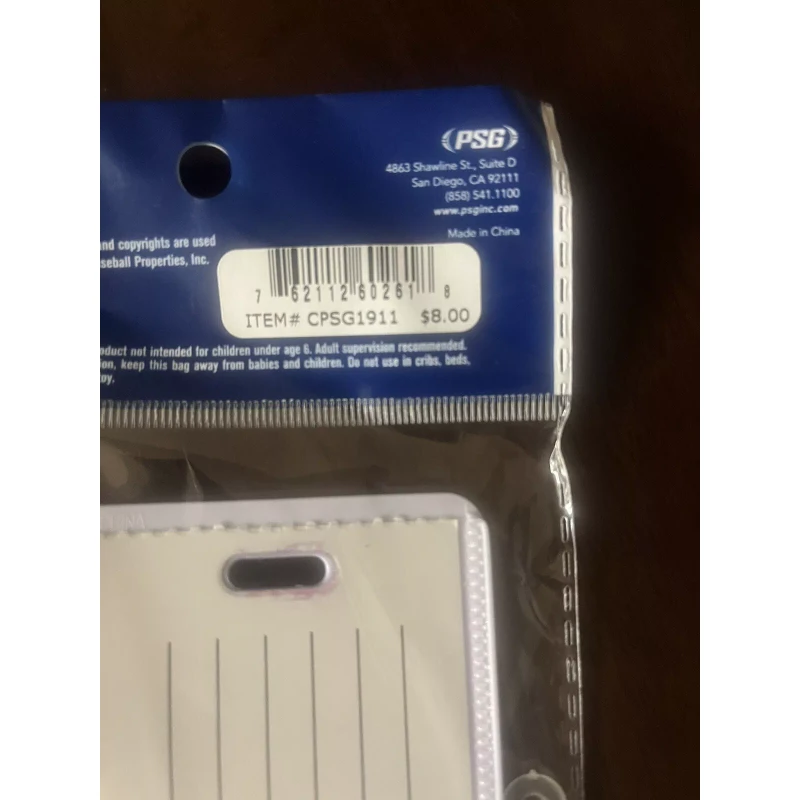 PSG
4863 Shawline St., Suite D
San Diego, CA 92111
(858) 541.1100
www.psginc.com
Made in China
and copyrights are used
seball Properties, Inc.
7 62112 60261 8
ITEM# CPSG1911 $8.00
oduct not intended for children under age 6. Adult supervision recommended.
on, keep this bag away from babies and children. Do not use in cribs, beds,
oy.